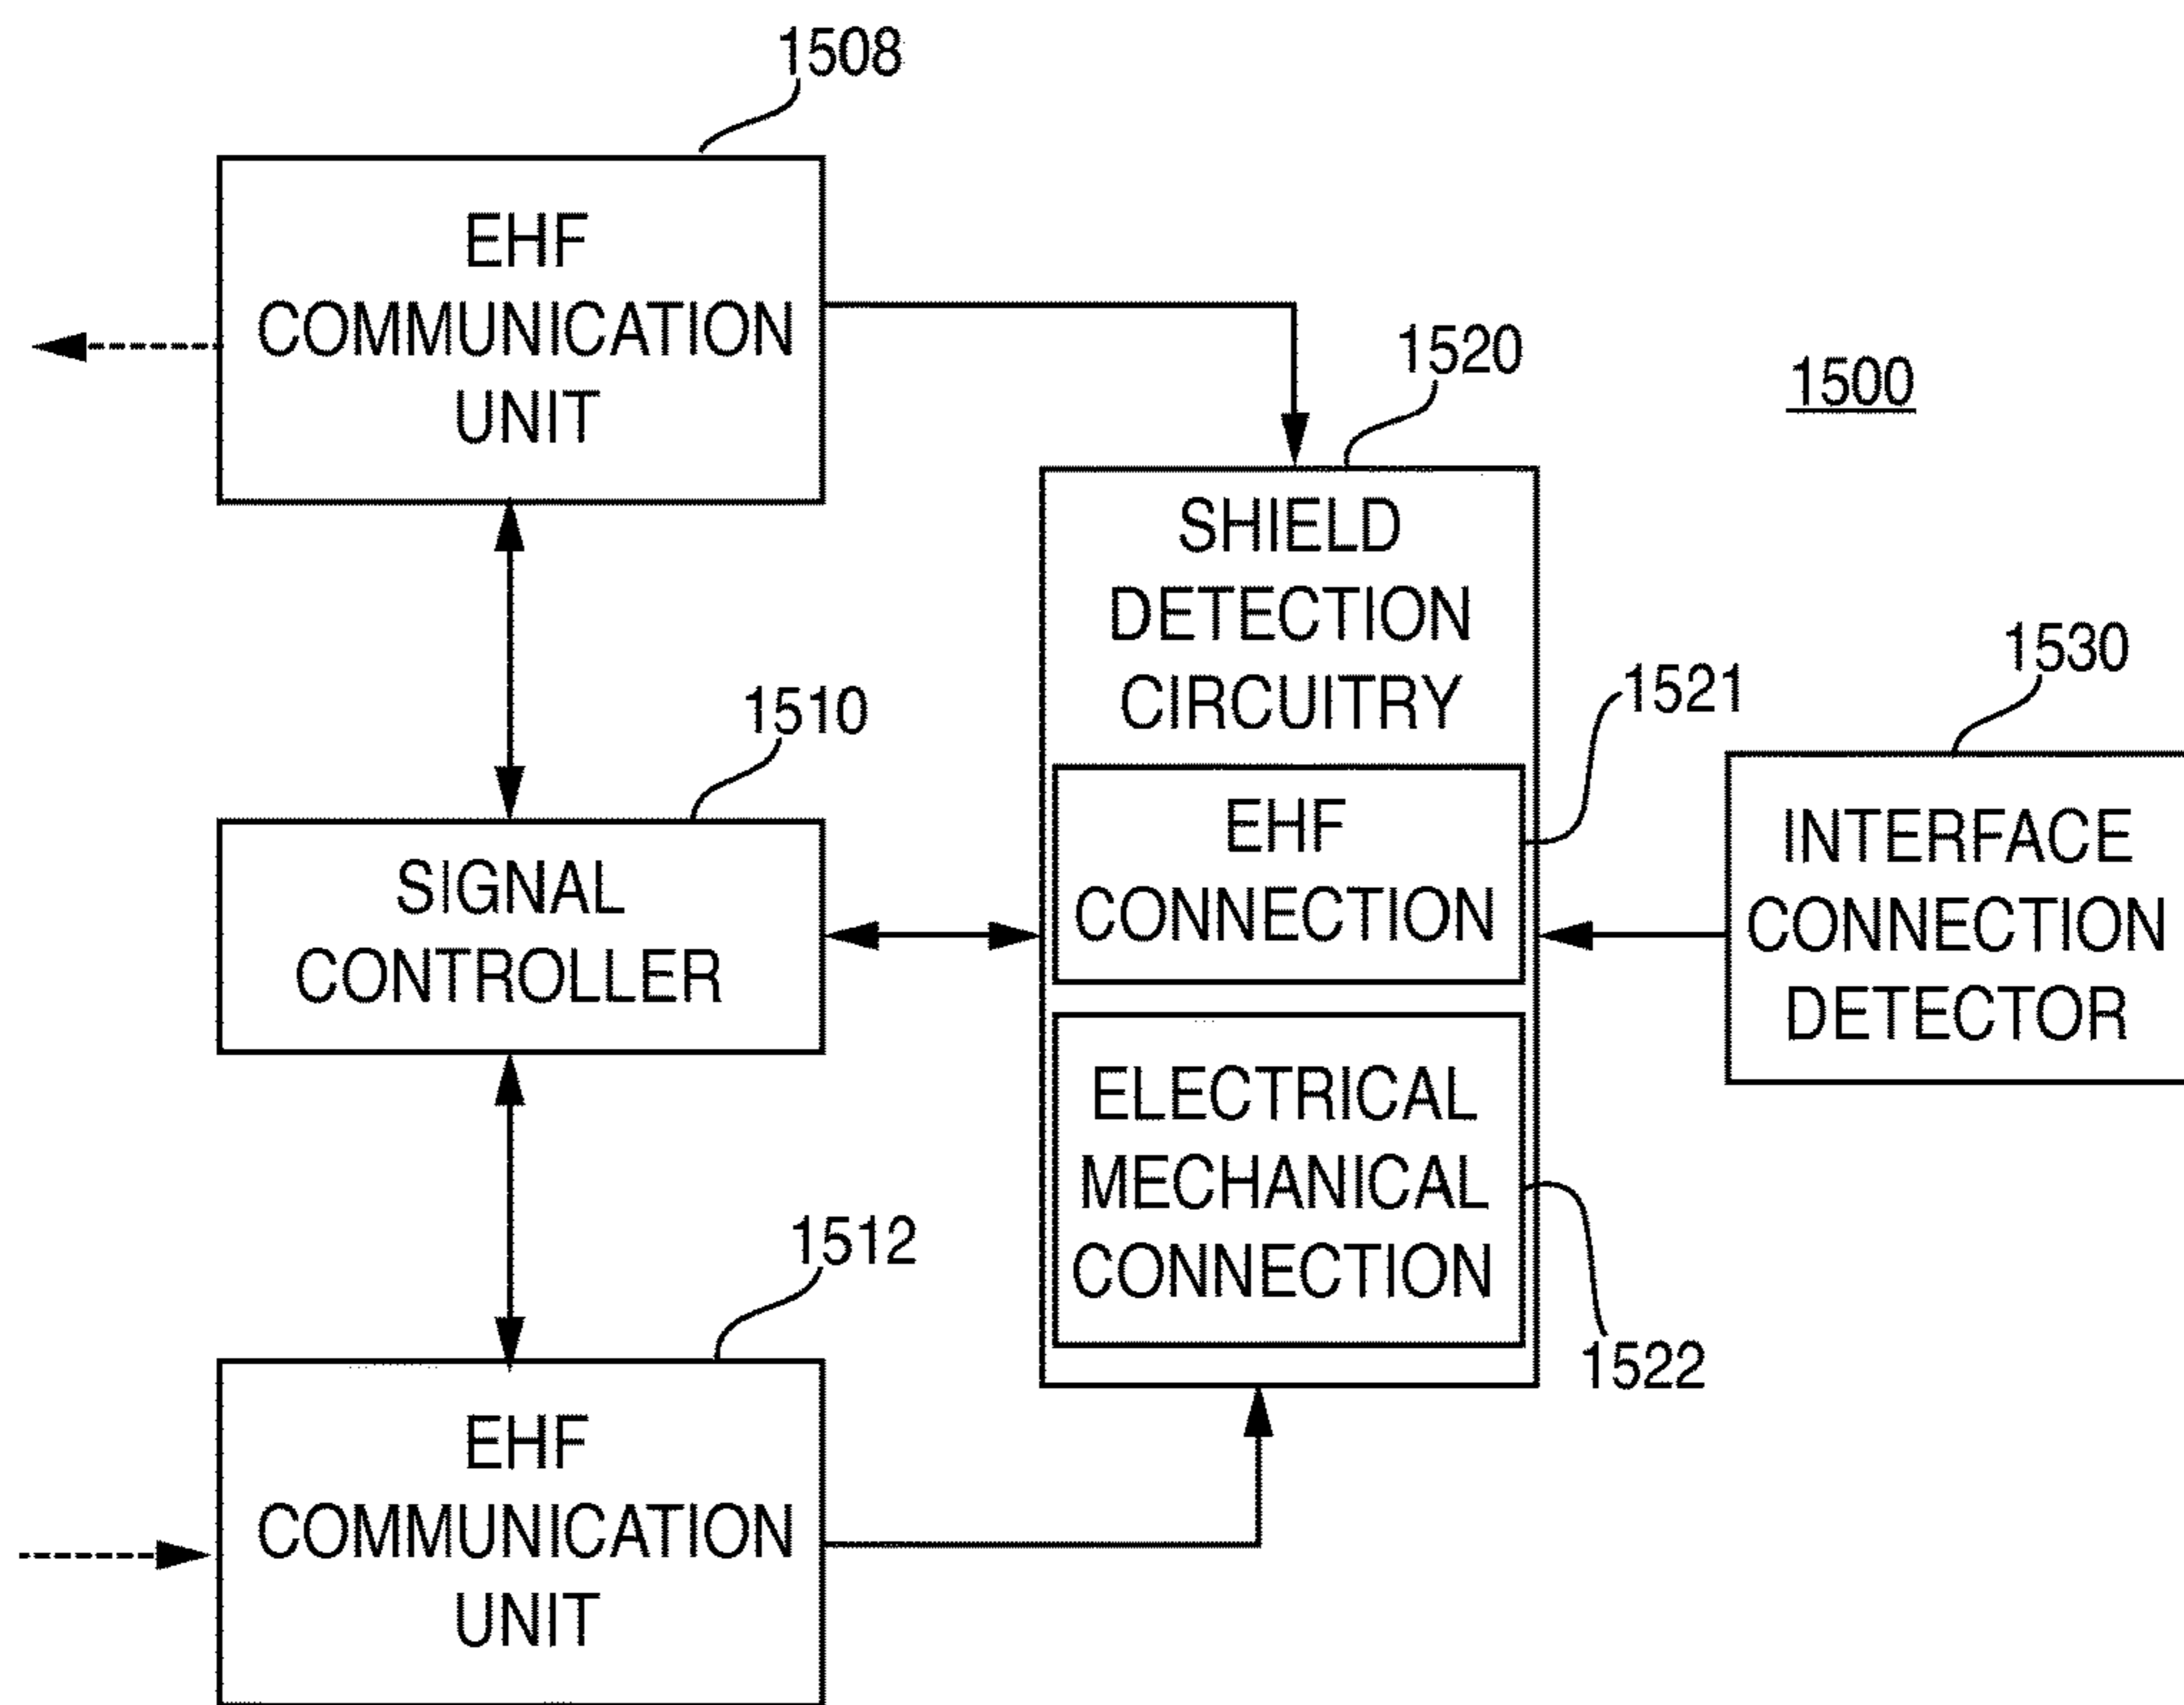 1508
EHF
COMMUNICATION
UNIT
1520
1500
SHIELD
DETECTION
CIRCUITRY
1510
SIGNAL
CONTROLLER
1521
EHF
CONNECTION
1530
INTERFACE
CONNECTION
DETECTOR
ELECTRICAL
MECHANICAL
CONNECTION
1522
1512
EHF
COMMUNICATION
UNIT